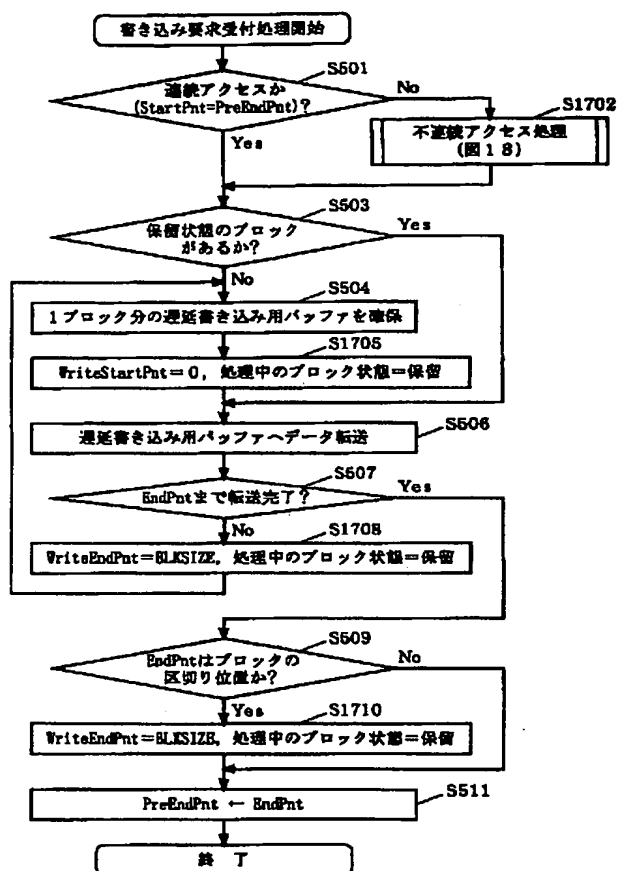 書き込み要求受付処理開始
S501
連続アクセスか
(StartPnt=PreEndPnt)?
No
S1702
不連続アクセス処理
(図18)
Yes
S503
保留状態のブロック
があるか?
Yes
No
S504
1ブロック分の遅延書き込み用バッファを確保
S1705
WriteStartPnt=0, 処理中のブロック状態=保留
遅延書き込み用バッファへデータ転送
S506
S507
EndPntまで転送完了?
Yes
No
S1708
WriteEndPnt=BLKSIZE, 処理中のブロック状態=保留
S509
EndPntはブロックの
区切り位置か?
No
Yes
S1710
WriteEndPnt=BLKSIZE, 処理中のブロック状態=保留
S511
PreEndPnt ← EndPnt
終 了